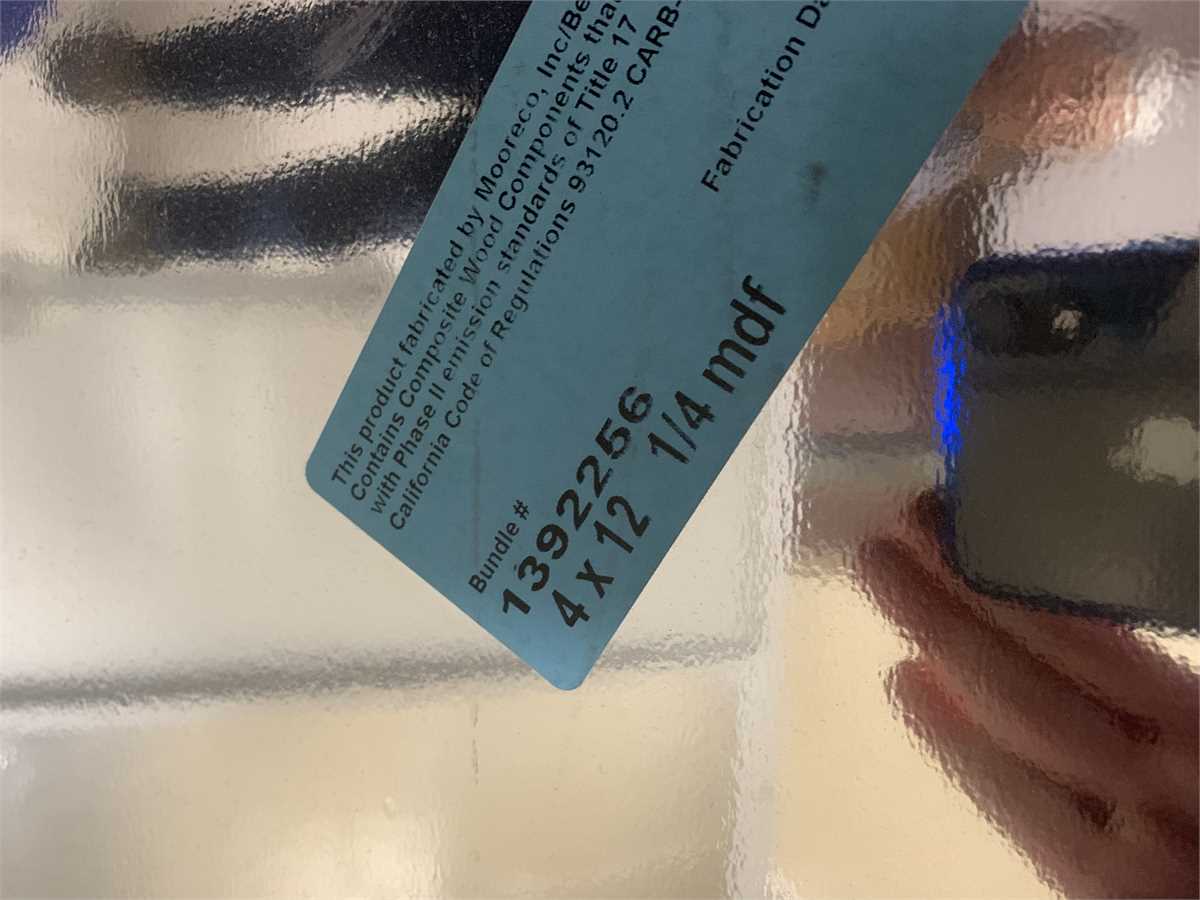 This product fabricated by Mooreco, Inc/Be
Contains Composite Wood Components tha
with Phase II emission standards of Title 17
California Code of Regulations 93120.2 CARB-
Fabrication Da
Bundle #
1392256
4 x 12 1/4 mdf